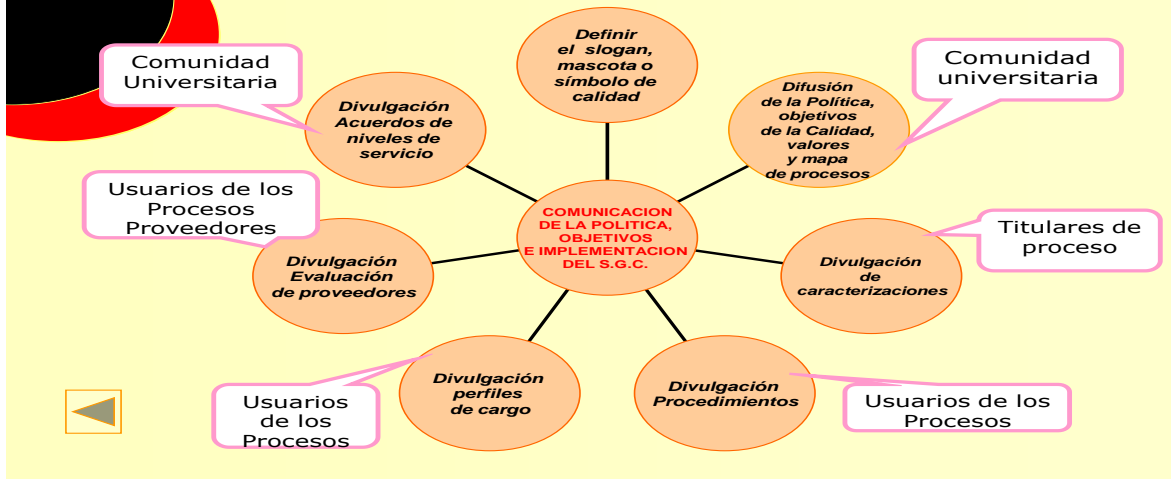 Definir
el slogan,
mascota o
símbolo de
calidad
Comunidad
Universitaria
Comunidad
universitaria
Divulgación
Acuerdos de
niveles de
servicio
Difusión
de la Política,
objetivos
de la Calidad,
valores
y mapa
de procesos
Usuarios de los
Procesos
Proveedores
COMUNICACION
DE LA POLITICA,
OBJETIVOS
E IMPLEMENTACION
DEL S.G.C.
Titulares de
proceso
Divulgación
Evaluación
de proveedores
Divulgación
de
caracterizaciones
Divulgación
perfiles
de cargo
Divulgación
Procedimientos
Usuarios
de los
Procesos
Usuarios de los
Procesos